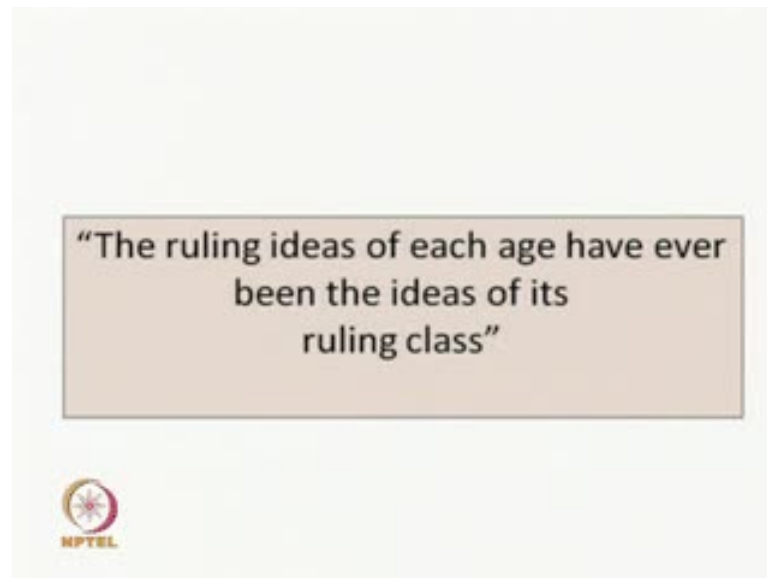 “The ruling ideas of each age have ever
been the ideas of its
ruling class”
NPTEL